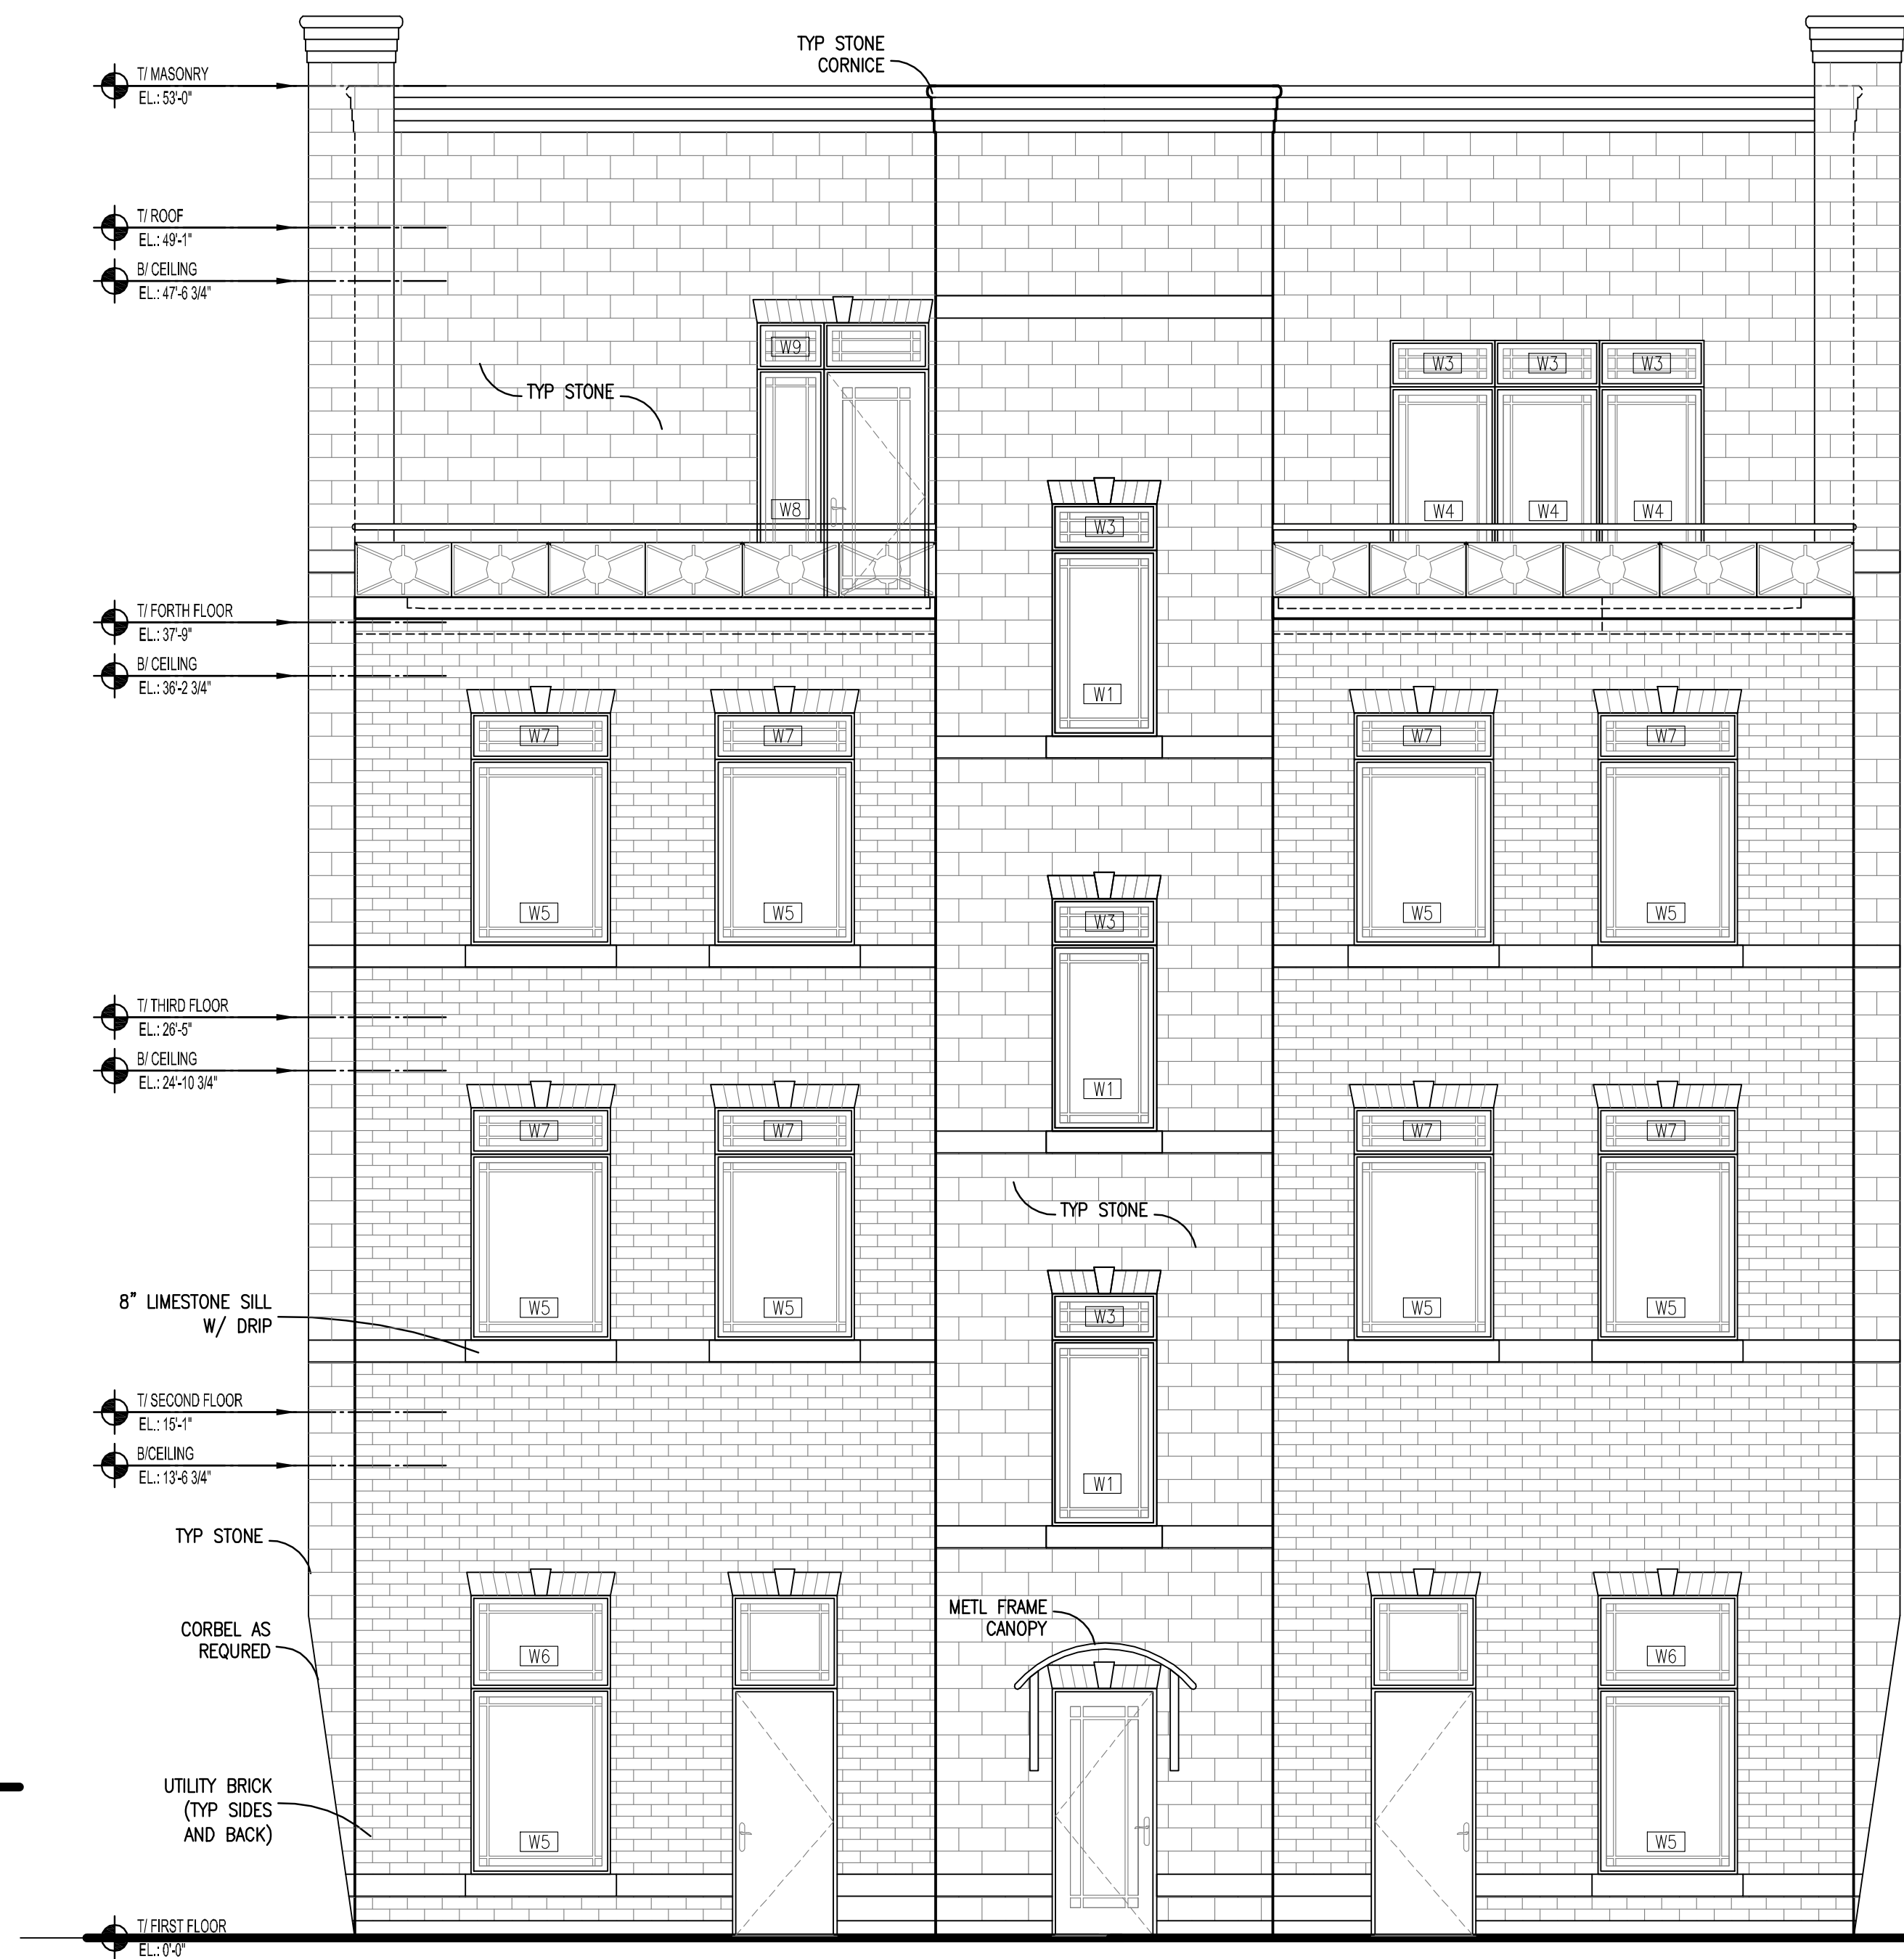 TYP STONE
CORNICE
T/ MASONRY
EL.: 53'-0"
T/ ROOF
EL.: 49'-1"
B/ CEILING
EL.: 47'-6 3/4"
W9
W3
W3
W3
TYP STONE
W8
W4
W4
W4
W3
T/ FORTH FLOOR
EL.: 37'-9"
B/ CEILING
EL.: 36'-2 3/4"
W1
W7
W7
W7
W7
W5
W5
W3
W5
W5
T/ THIRD FLOOR
EL.: 26'-5"
B/ CEILING
EL.: 24'-10 3/4"
W1
W7
W7
W7
W7
TYP STONE
8" LIMESTONE SILL
W/ DRIP
W5
W5
W3
W5
W5
T/ SECOND FLOOR
EL.: 15'-1"
B/CEILING
EL.: 13'-6 3/4"
W1
TYP STONE
METL FRAME
CANOPY
CORBEL AS
REQURED
W6
W6
UTILITY BRICK
(TYP SIDES
AND BACK)
W5
W5
T/ FIRST FLOOR
EL.: 0'-0"